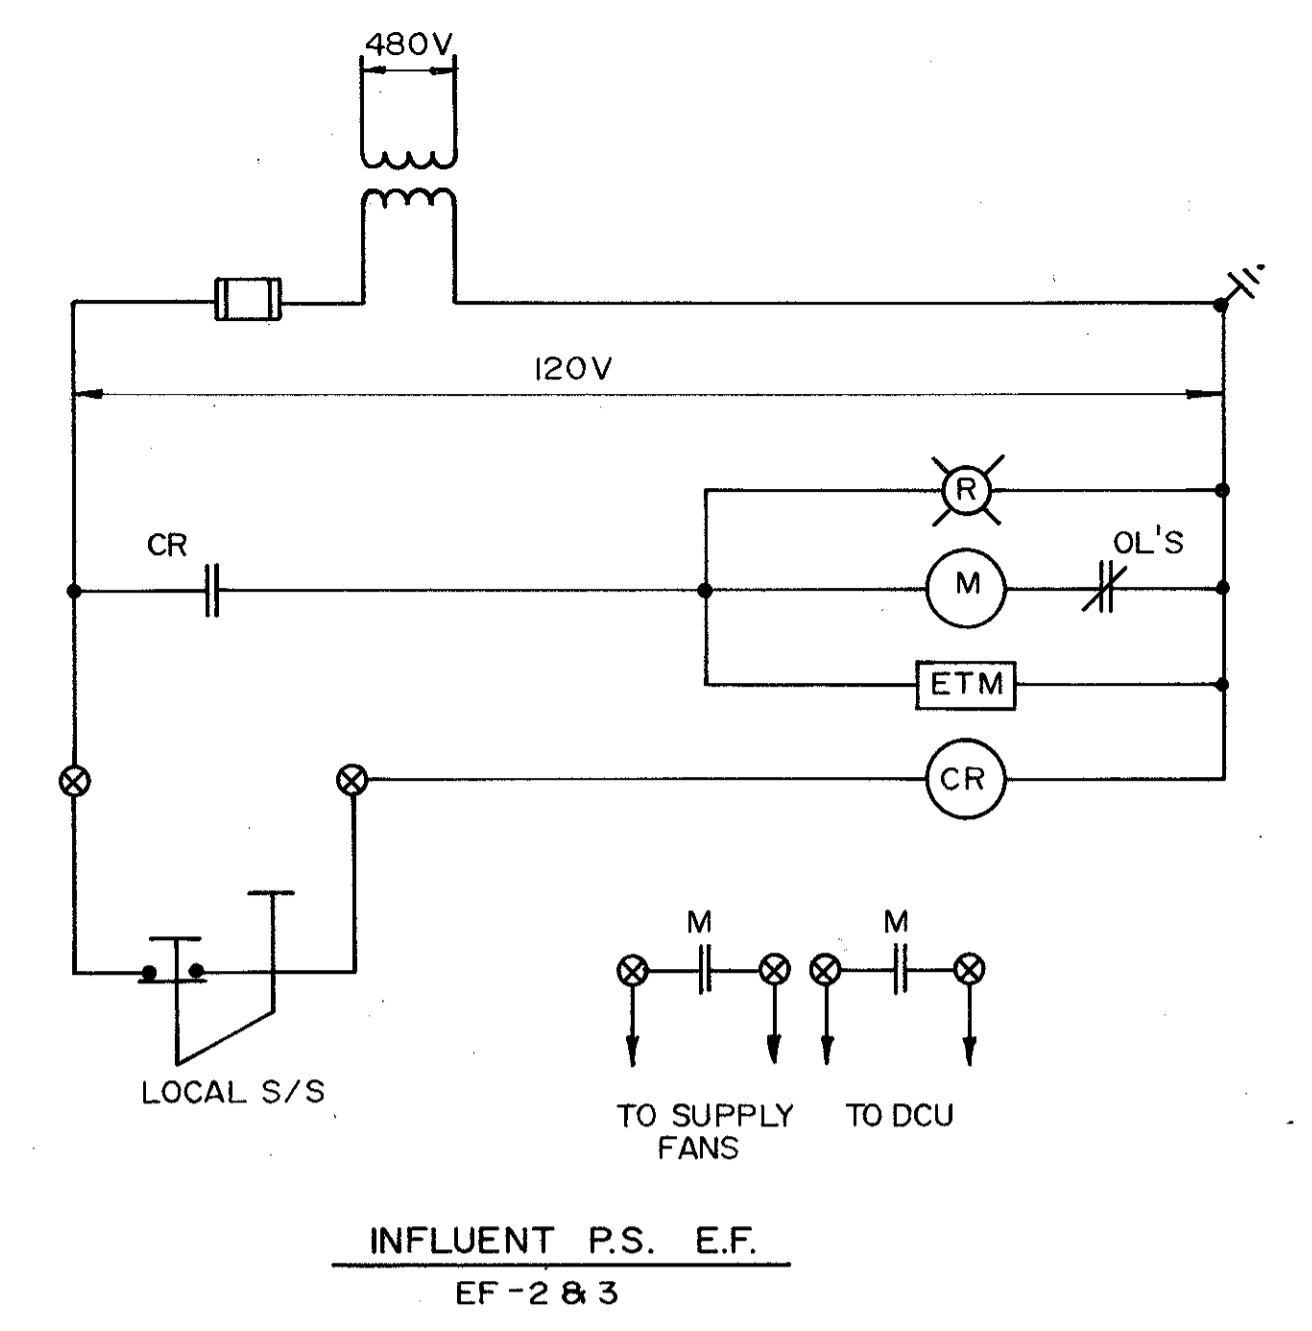 480V
120V
R
CR
OL'S
M
ETM
CR
M
M
LOCAL S/S
TO SUPPLY
FANS
TO DCU
INFLUENT P.S. E.F.
EF-2 & 3